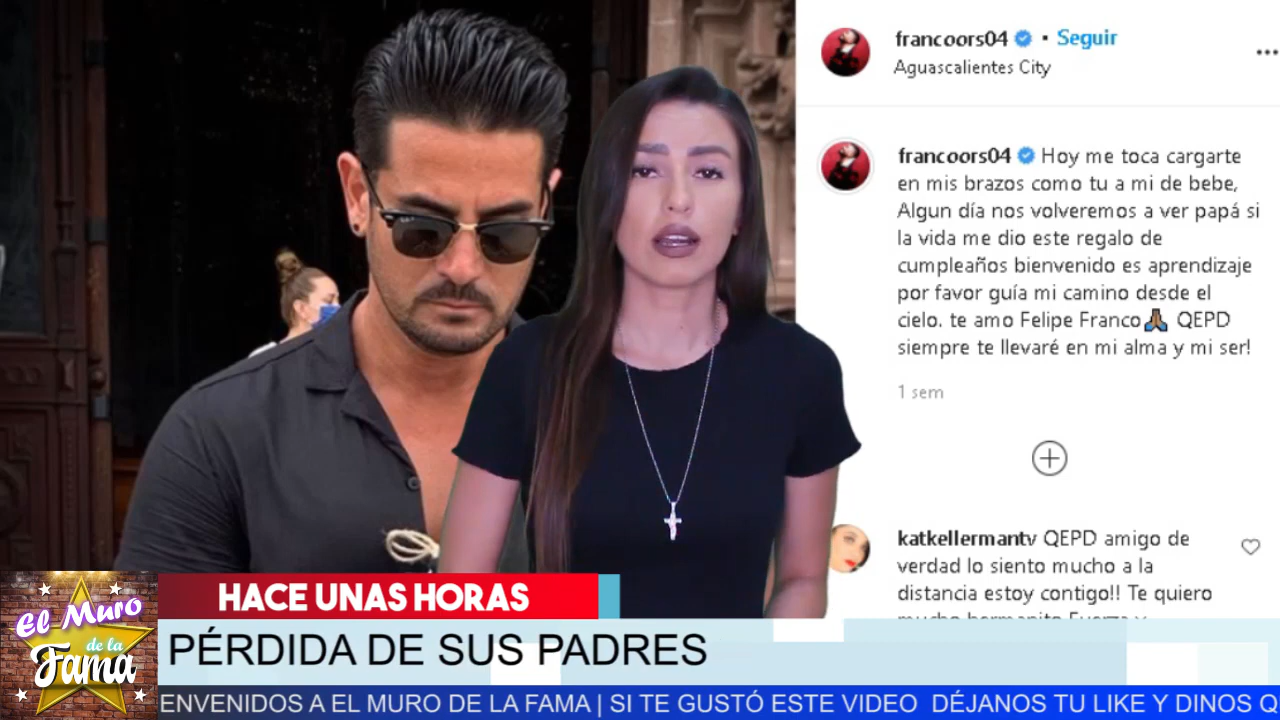 francoors04 • Seguir
Aguascalientes City
francoors04 Hoy me toca cargarte
en mis brazos como tu a mi de bebe,
Algun día nos volveremos a ver papá si
la vida me dio este regalo de
cumpleaños bienvenido es aprendizaje
por favor guía mi camino desde el
cielo. te amo Felipe Franco🙏🏽 QEPD
siempre te llevaré en mi alma y mi ser!
1 sem
katkellermantv QEPD amigo de
verdad lo siento mucho a la
distancia estoy contigo!! Te quiero
mucho hermanito Fuerza y
HACE UNAS HORAS
El Muro
de la
Fama
PÉRDIDA DE SUS PADRES
ENVENIDOS A EL MURO DE LA FAMA | SI TE GUSTÓ ESTE VIDEO DÉJANOS TU LIKE Y DINOS Q